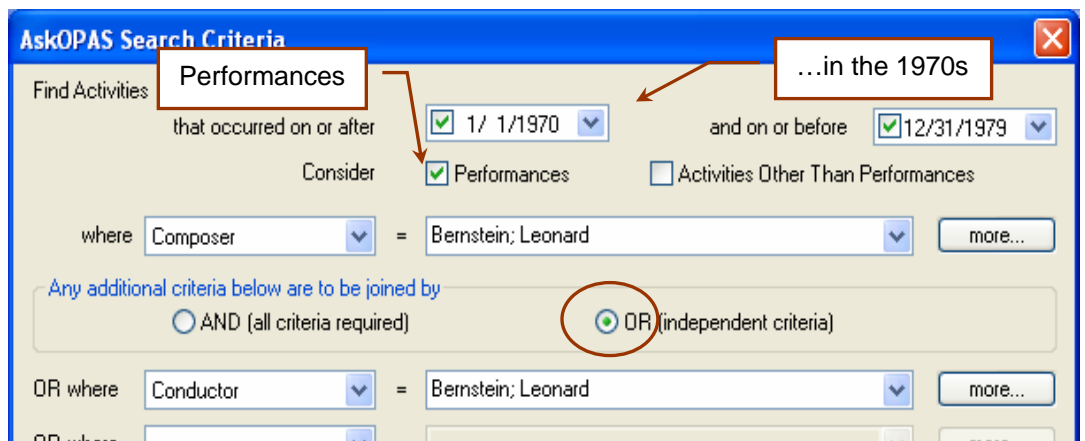 AskOPAS Search Criteria
Performances
…in the 1970s
Find Activities
that occurred on or after 1/ 1/1970 and on or before 12/31/1979
Consider Performances Activities Other Than Performances
where Composer = Bernstein; Leonard more...
Any additional criteria below are to be joined by
AND (all criteria required) OR (independent criteria)
OR where Conductor = Bernstein; Leonard more...